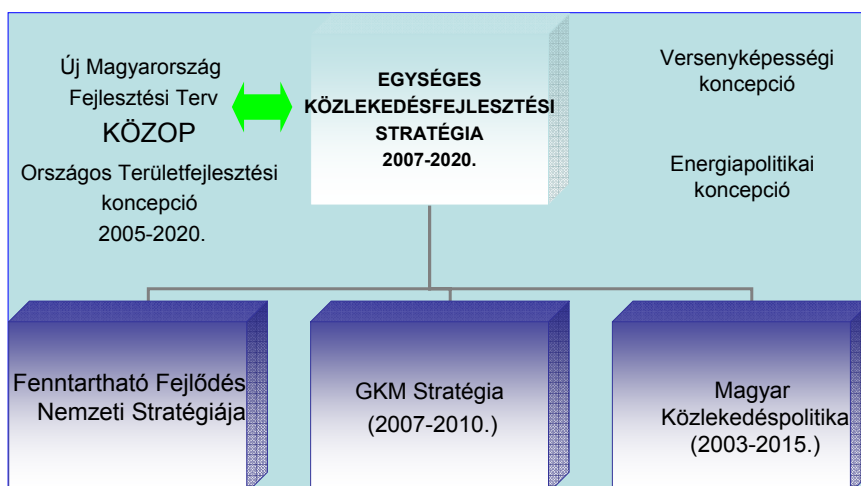 Új Magyarország
Fejlesztési Terv
KÖZOP
Országos Területfejlesztési
koncepció
2005-2020.
EGYSÉGES
KÖZLEKEDÉSFEJLESZTÉSI
STRATÉGIA
2007-2020.
Versenyképességi
koncepció
Energiapolitikai
koncepció
Fenntartható Fejlődés
Nemzeti Stratégiája
GKM Stratégia
(2007-2010.)
Magyar
Közlekedéspolitika
(2003-2015.)